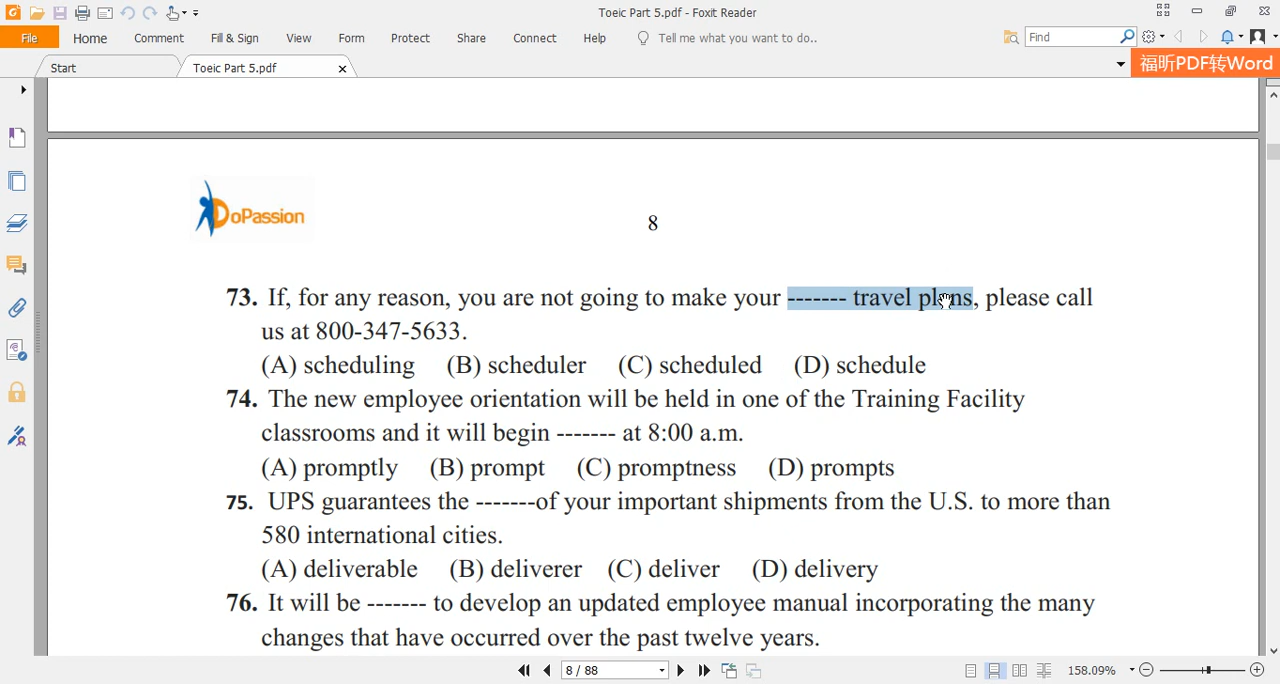 Toeic Part 5.pdf - Foxit Reader
File Home Comment Fill & Sign View Form Protect Share Connect Help Tell me what you want to do.. Find
Start Toeic Part 5.pdf 福昕PDF转Word
DoPassion
8
73. If, for any reason, you are not going to make your ------- travel plans, please call
us at 800-347-5633.
(A) scheduling (B) scheduler (C) scheduled (D) schedule
74. The new employee orientation will be held in one of the Training Facility
classrooms and it will begin ------- at 8:00 a.m.
(A) promptly (B) prompt (C) promptness (D) prompts
75. UPS guarantees the -------of your important shipments from the U.S. to more than
580 international cities.
(A) deliverable (B) deliverer (C) deliver (D) delivery
76. It will be ------- to develop an updated employee manual incorporating the many
changes that have occurred over the past twelve years.
8 / 88 158.09%